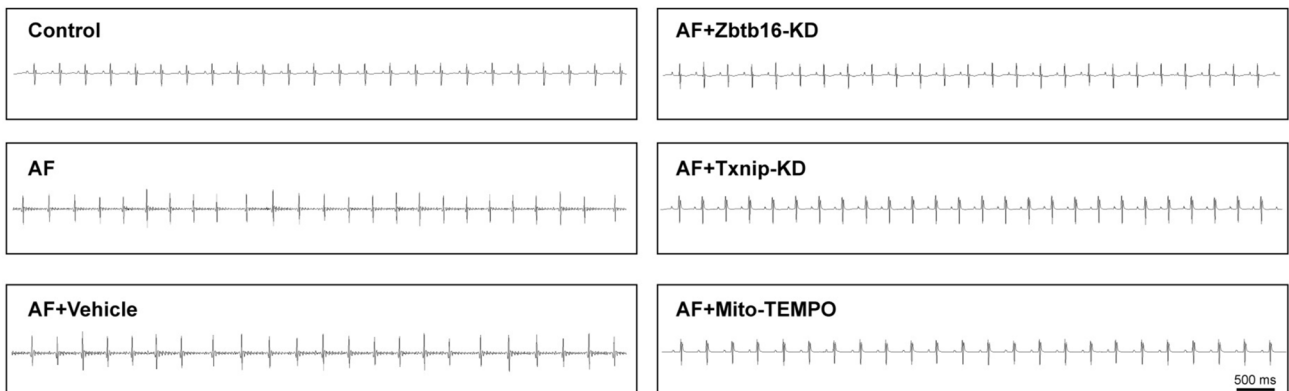 Control
AF+Zbtb16-KD
AF
AF+Txnip-KD
AF+Vehicle
AF+Mito-TEMPO
500 ms